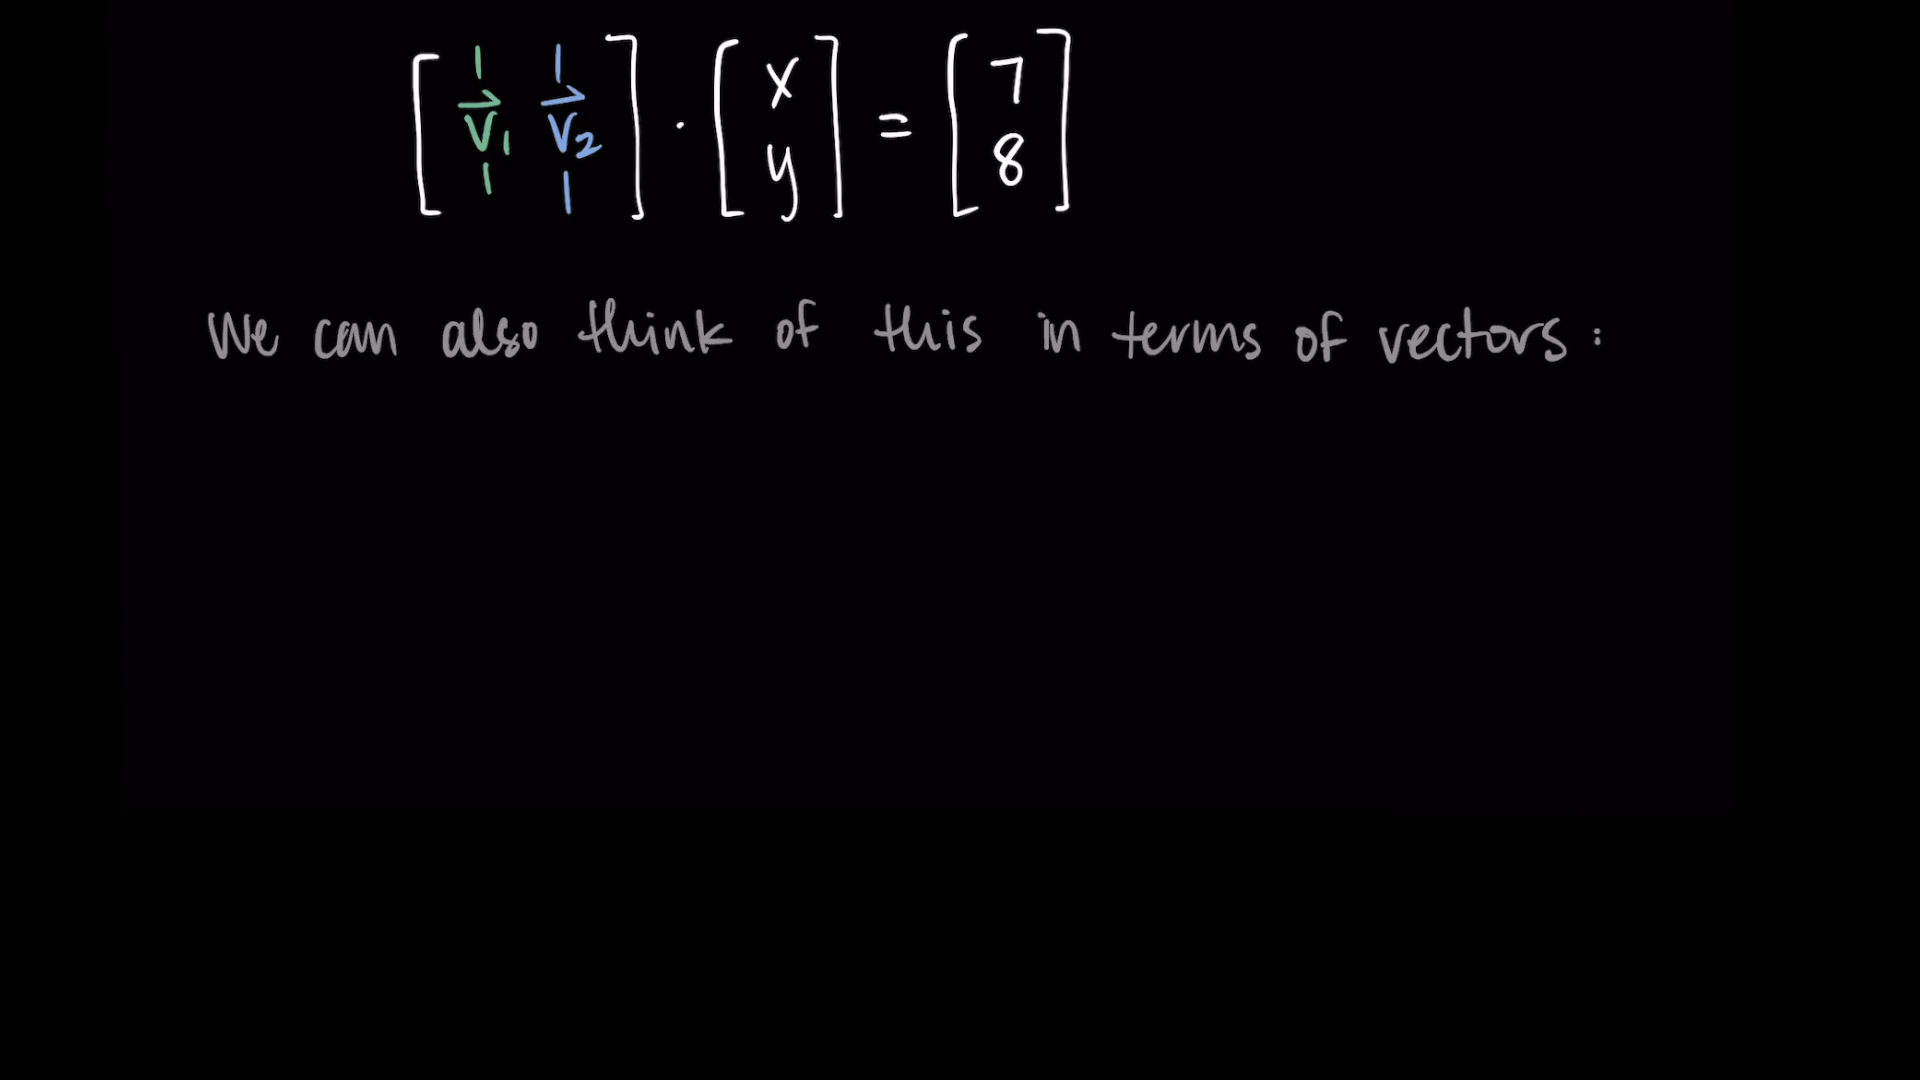 [ | v⃗₁ | | v⃗₂ | ] · [ x y ] = [ 7 8 ]
We can also think of this in terms of vectors: